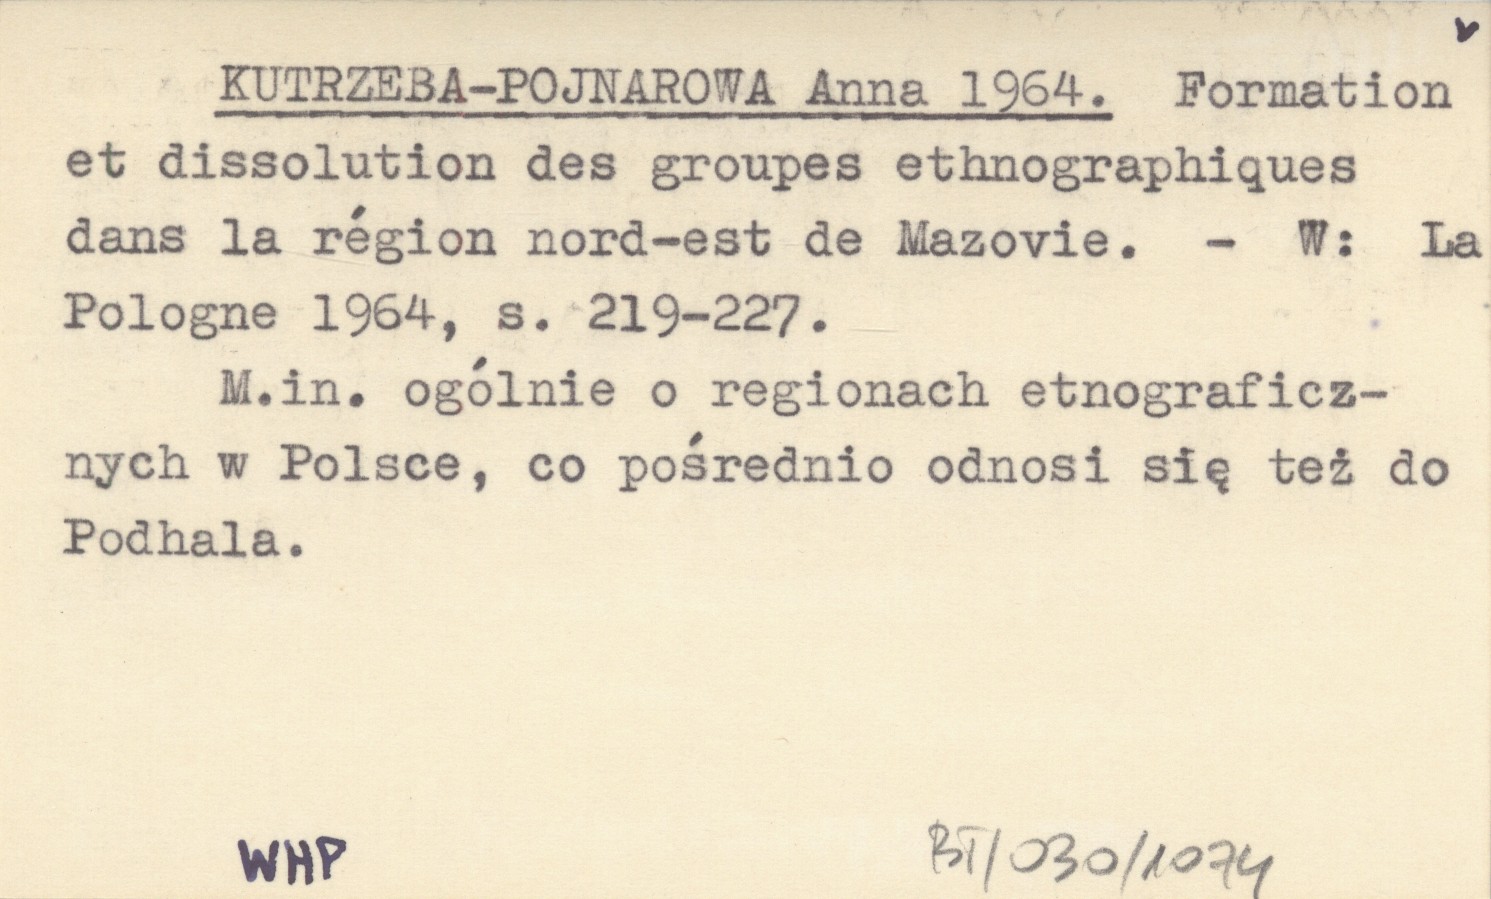 KUTRZEBA-POJNAROWA Anna 1964. Formation
et dissolution des groupes ethnographiques
dans la région nord-est de Mazovie. - W: La
Pologne 1964, s. 219-227.
M.in. ogólnie o regionach etnograficz-
nych w Polsce, co pośrednio odnosi się też do
Podhala.
WHP
BT/030/1074